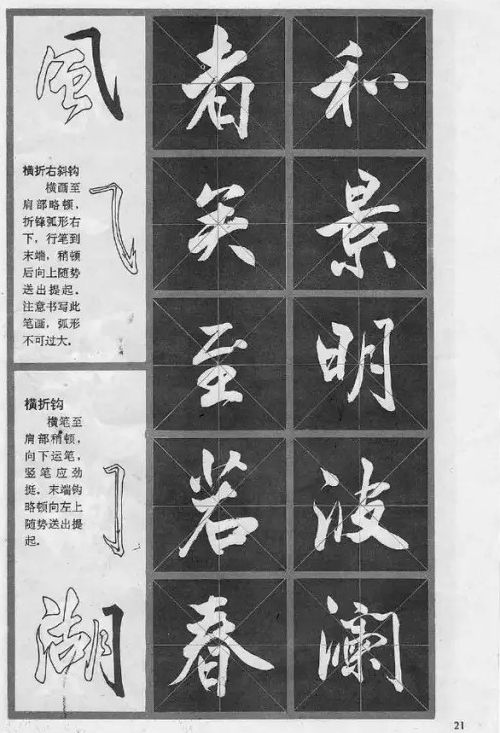 風
横折右斜钩
横画至
肩部略顿，
折锋弧形右
下，行笔到
末端，稍顿
后向上随势
送出提起。
注意书写此
笔画，弧形
不可过大。
横折钩
横笔至
肩部稍顿，
向下运笔，
竖笔应劲
挺。末端钩
略顿向左上
随势送出提
起。
湖
者矣至若春
和景明波澜
21